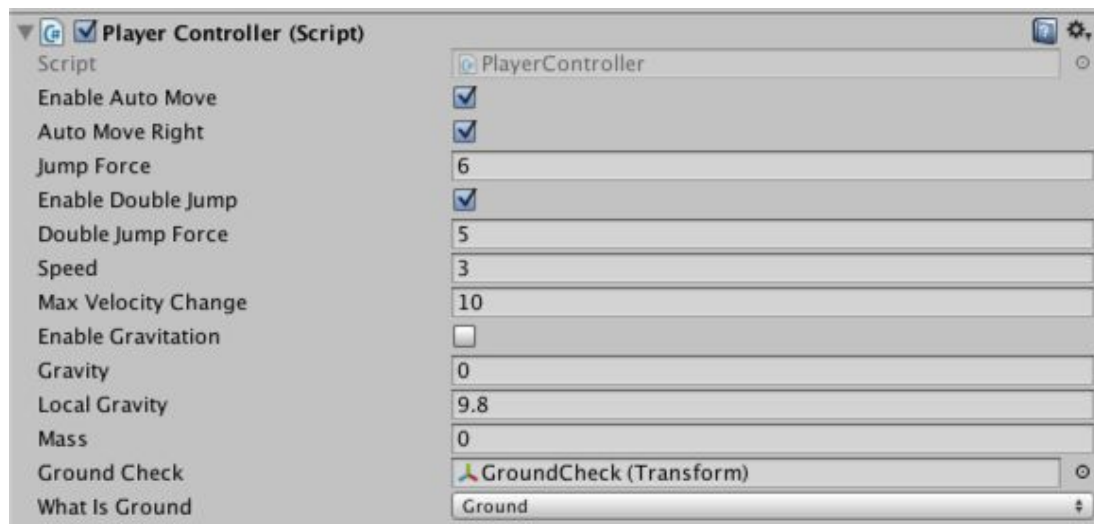 Player Controller (Script)
Script PlayerController
Enable Auto Move
Auto Move Right
Jump Force 6
Enable Double Jump
Double Jump Force 5
Speed 3
Max Velocity Change 10
Enable Gravitation
Gravity 0
Local Gravity 9.8
Mass 0
Ground Check GroundCheck (Transform)
What Is Ground Ground